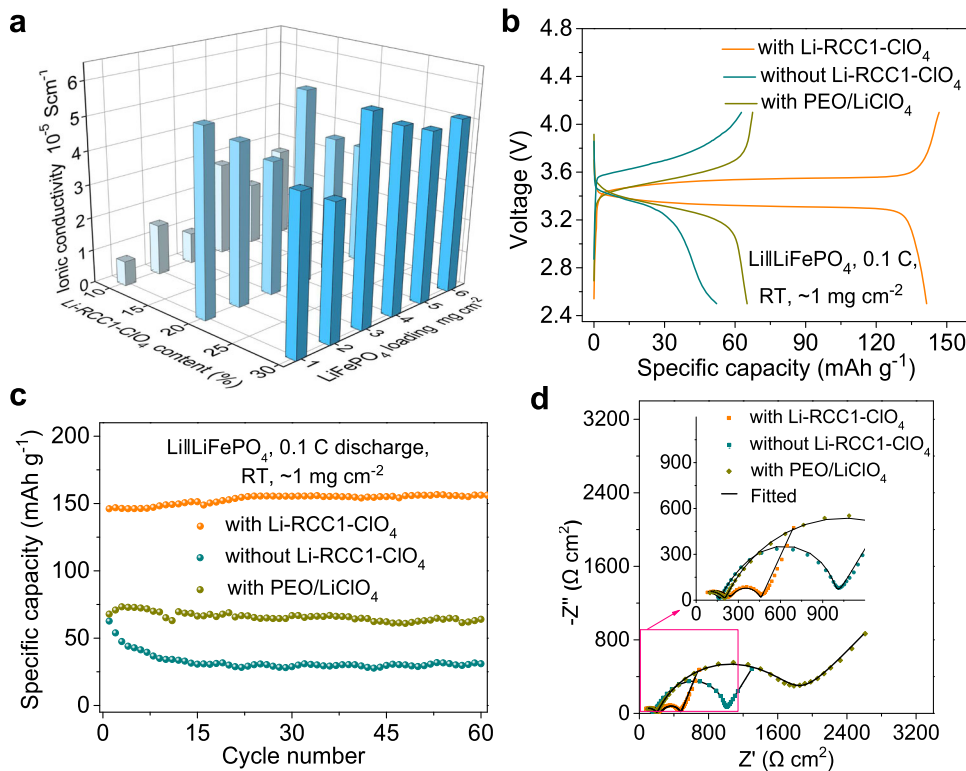 a
Ionic conductivity 10⁻⁵ Scm⁻¹
6
5
4
3
2
1
0
10
15
20
25
30
Li-RCC1-ClO₄ content (%)
1
2
3
4
5
6
LiFePO₄ loading mg cm⁻²
b
Voltage (V)
4.8
4.4
4.0
3.6
3.2
2.8
2.4
with Li-RCC1-ClO₄
without Li-RCC1-ClO₄
with PEO/LiClO₄
Li||LiFePO₄, 0.1 C,
RT, ~1 mg cm⁻²
0 30 60 90 120 150
Specific capacity (mAh g⁻¹)
c
Specific capacity (mAh g⁻¹)
200
150
100
50
0
Li||LiFePO₄, 0.1 C discharge,
RT, ~1 mg cm⁻²
with Li-RCC1-ClO₄
without Li-RCC1-ClO₄
with PEO/LiClO₄
0 15 30 45 60
Cycle number
d
-Z'' (Ω cm²)
3200
2400
1600
800
0
with Li-RCC1-ClO₄
without Li-RCC1-ClO₄
with PEO/LiClO₄
Fitted
900
600
300
0
0 300 600 900
0 800 1600 2400 3200
Z' (Ω cm²)